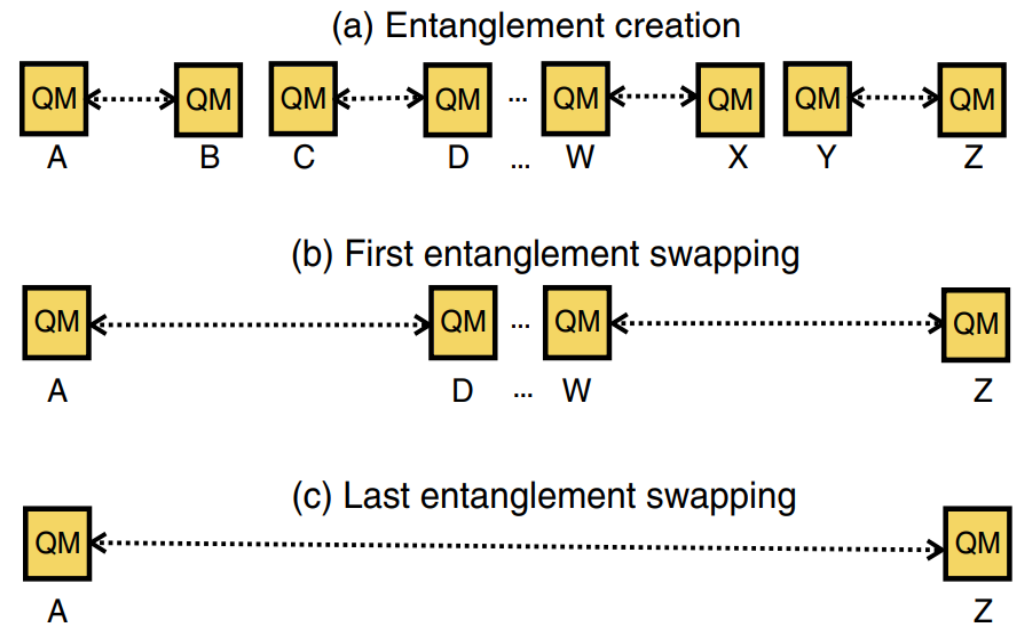 (a) Entanglement creation
QM QM QM QM ... QM QM QM QM
A B C D ... W X Y Z
(b) First entanglement swapping
QM QM ... QM QM
A D ... W Z
(c) Last entanglement swapping
QM QM
A Z